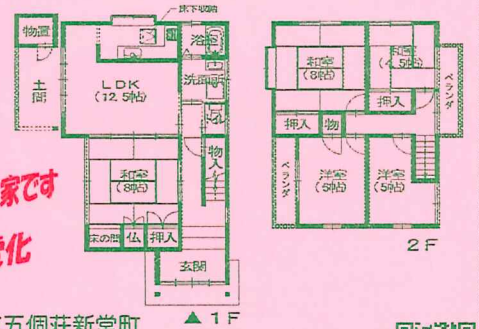 床下収納
物置
浴室
土間
LDK
(12.5帖)
洗面所
和室
(8帖)
物入
床の間
仏
押入
玄関
▲ 1F
和室
(8帖)
和室
(4.5帖)
ベランダ
押入
押入
物
ベランダ
洋室
(6帖)
洋室
(5帖)
2F
家です
電化
五個荘新堂町